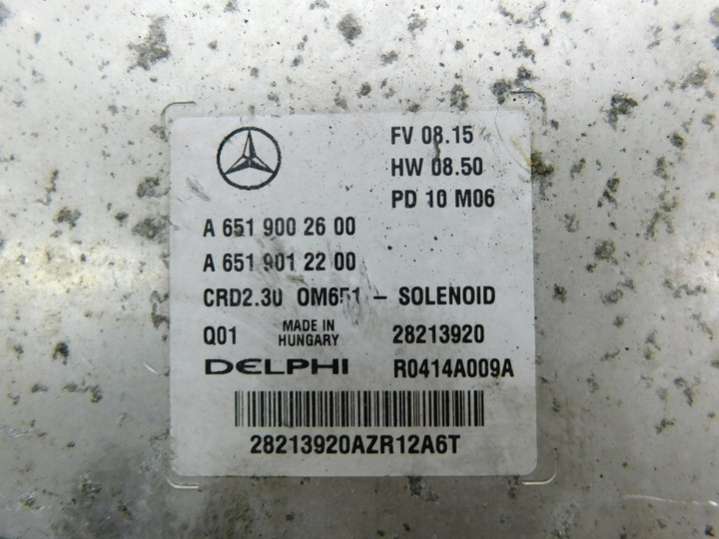 FV 08.15
HW 08.50
PD 10 M06
A 651 900 26 00
A 651 901 22 00
CRD2.30 OM651 - SOLENOID
Q01 MADE IN HUNGARY 28213920
DELPHI R0414A009A
28213920AZR12A6T